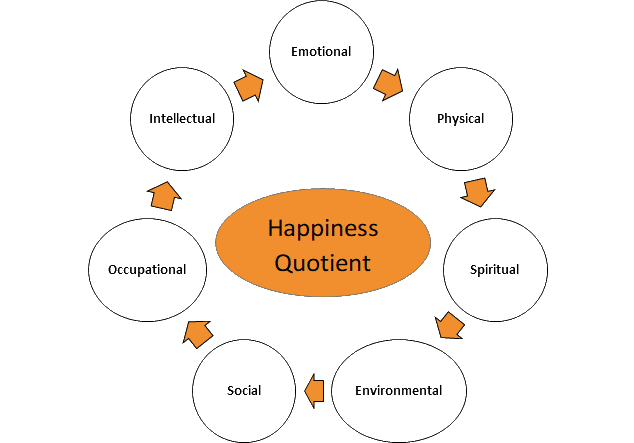 Emotional
Physical
Spiritual
Environmental
Social
Occupational
Intellectual
Happiness
Quotient